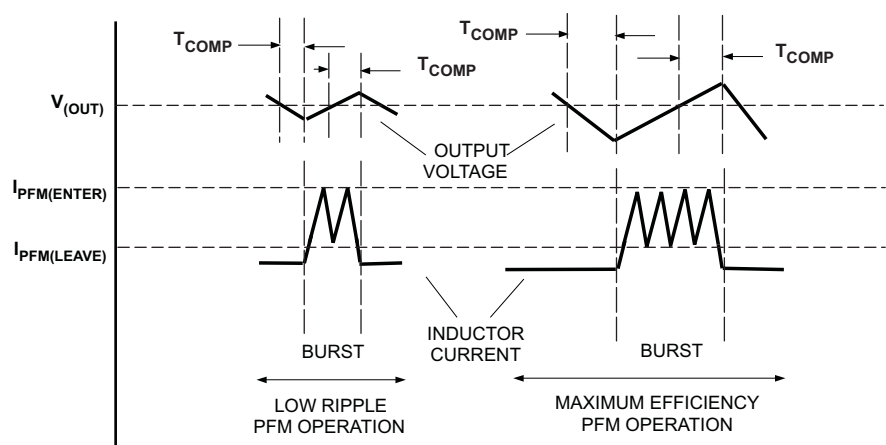 T_COMP
T_COMP
T_COMP
T_COMP
V_(OUT)
OUTPUT
VOLTAGE
I_PFM(ENTER)
I_PFM(LEAVE)
INDUCTOR
CURRENT
BURST
BURST
LOW RIPPLE
PFM OPERATION
MAXIMUM EFFICIENCY
PFM OPERATION